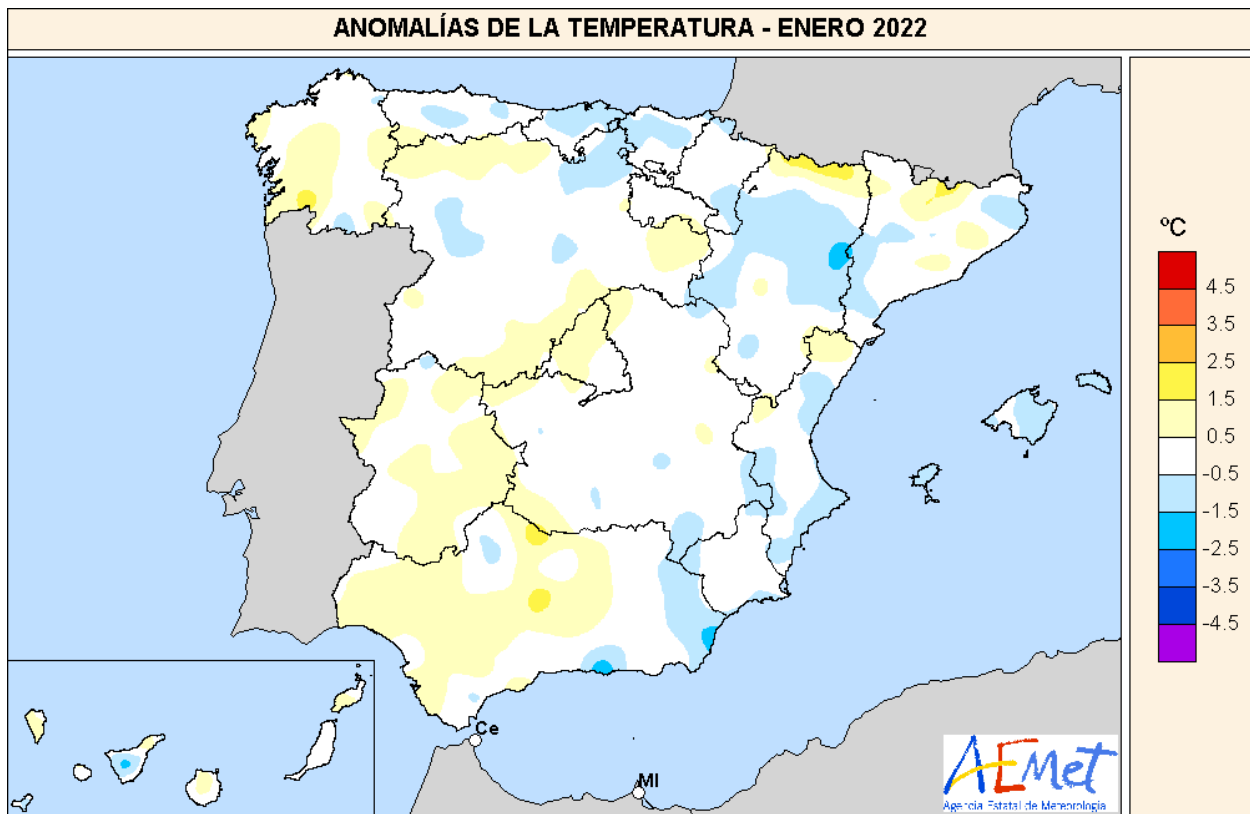 ANOMALÍAS DE LA TEMPERATURA - ENERO 2022
ºC
4.5
3.5
2.5
1.5
0.5
-0.5
-1.5
-2.5
-3.5
-4.5
Ce
Ml
AEMet
Agencia Estatal de Meteorología